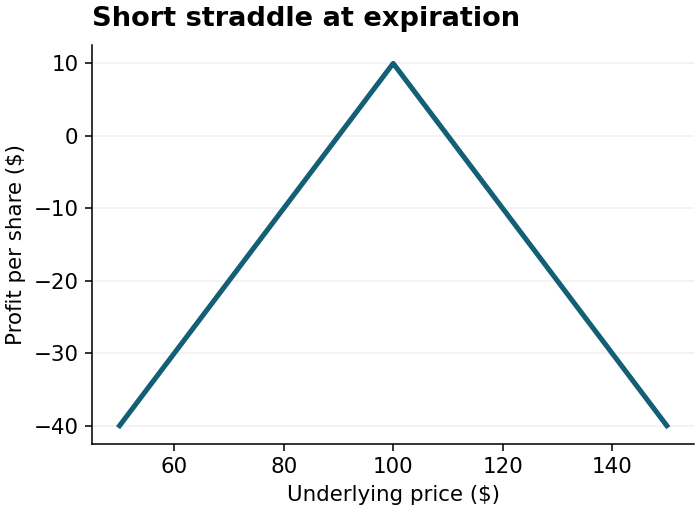 Short straddle at expiration
Profit per share ($)
10
0
−10
−20
−30
−40
60 80 100 120 140
Underlying price ($)